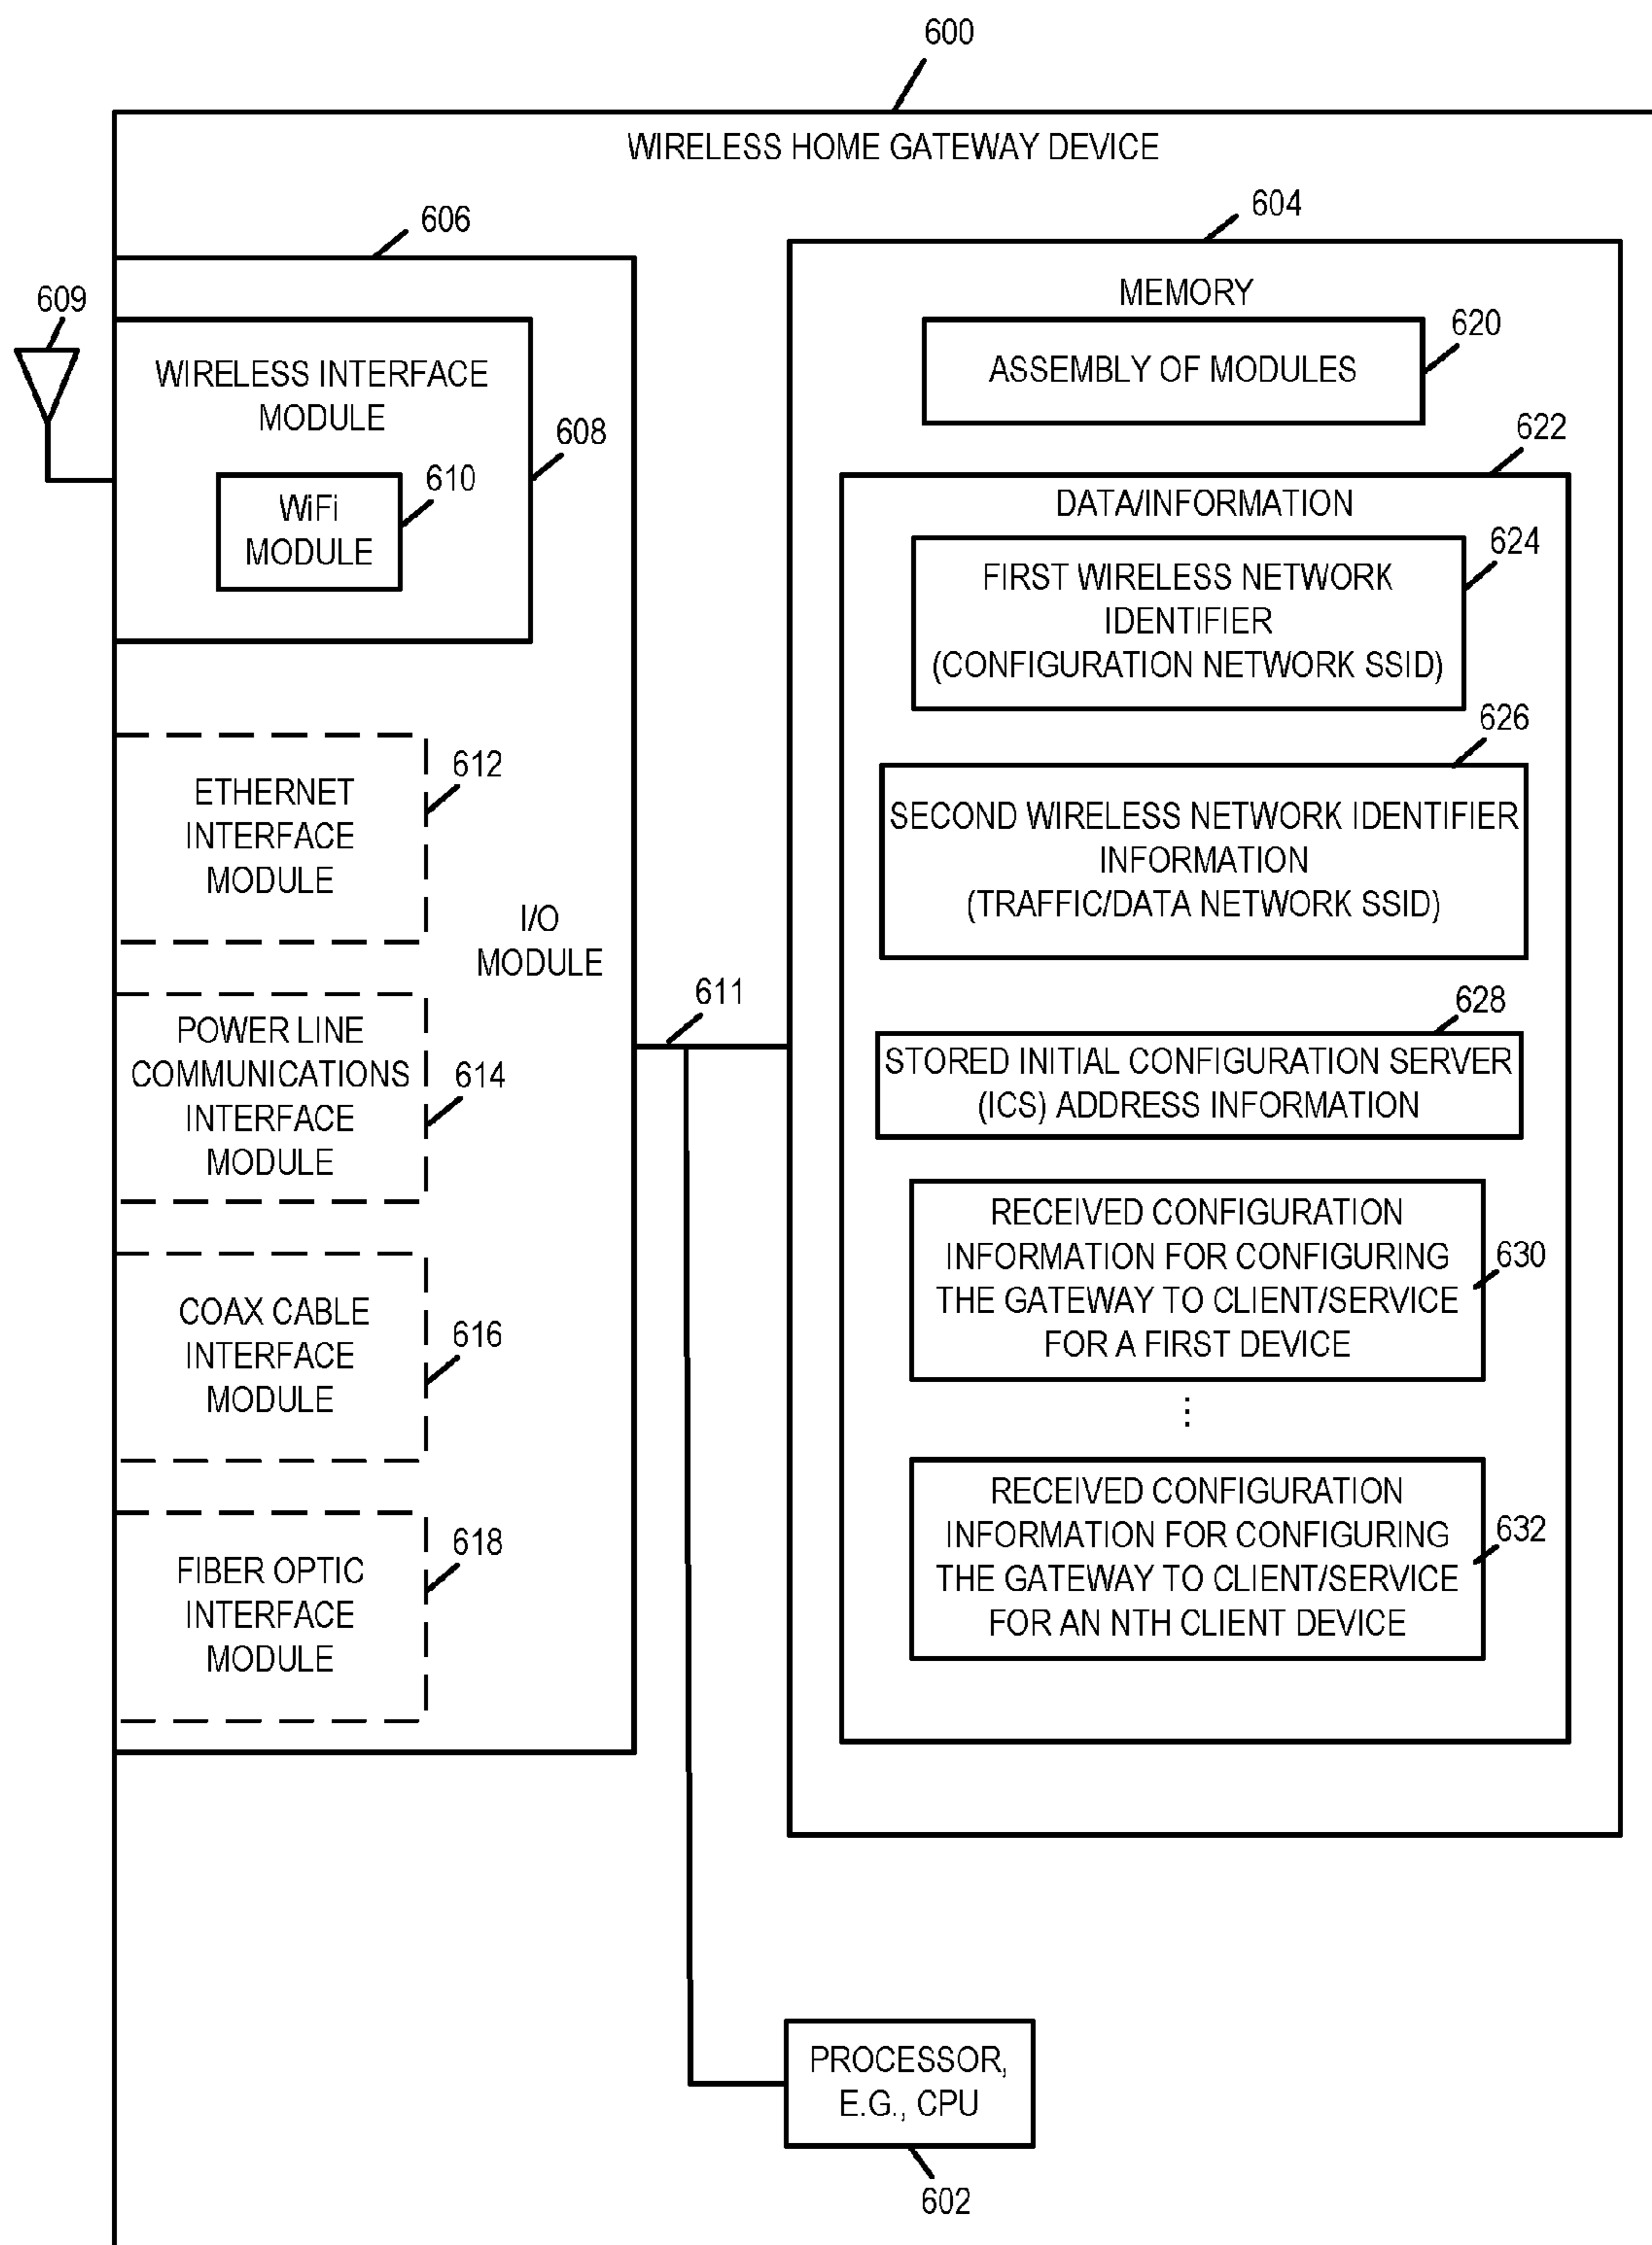 600
WIRELESS HOME GATEWAY DEVICE
606
604
609
MEMORY
620
ASSEMBLY OF MODULES
WIRELESS INTERFACE
MODULE
608
610
WiFi
MODULE
622
DATA/INFORMATION
624
FIRST WIRELESS NETWORK
IDENTIFIER
(CONFIGURATION NETWORK SSID)
626
SECOND WIRELESS NETWORK IDENTIFIER
INFORMATION
(TRAFFIC/DATA NETWORK SSID)
612
ETHERNET
INTERFACE
MODULE
I/O
MODULE
611
628
STORED INITIAL CONFIGURATION SERVER
(ICS) ADDRESS INFORMATION
POWER LINE
COMMUNICATIONS
INTERFACE
MODULE
614
RECEIVED CONFIGURATION
INFORMATION FOR CONFIGURING
THE GATEWAY TO CLIENT/SERVICE
FOR A FIRST DEVICE
630
COAX CABLE
INTERFACE
MODULE
616
⋮
RECEIVED CONFIGURATION
INFORMATION FOR CONFIGURING
THE GATEWAY TO CLIENT/SERVICE
FOR AN NTH CLIENT DEVICE
632
FIBER OPTIC
INTERFACE
MODULE
618
PROCESSOR,
E.G., CPU
602